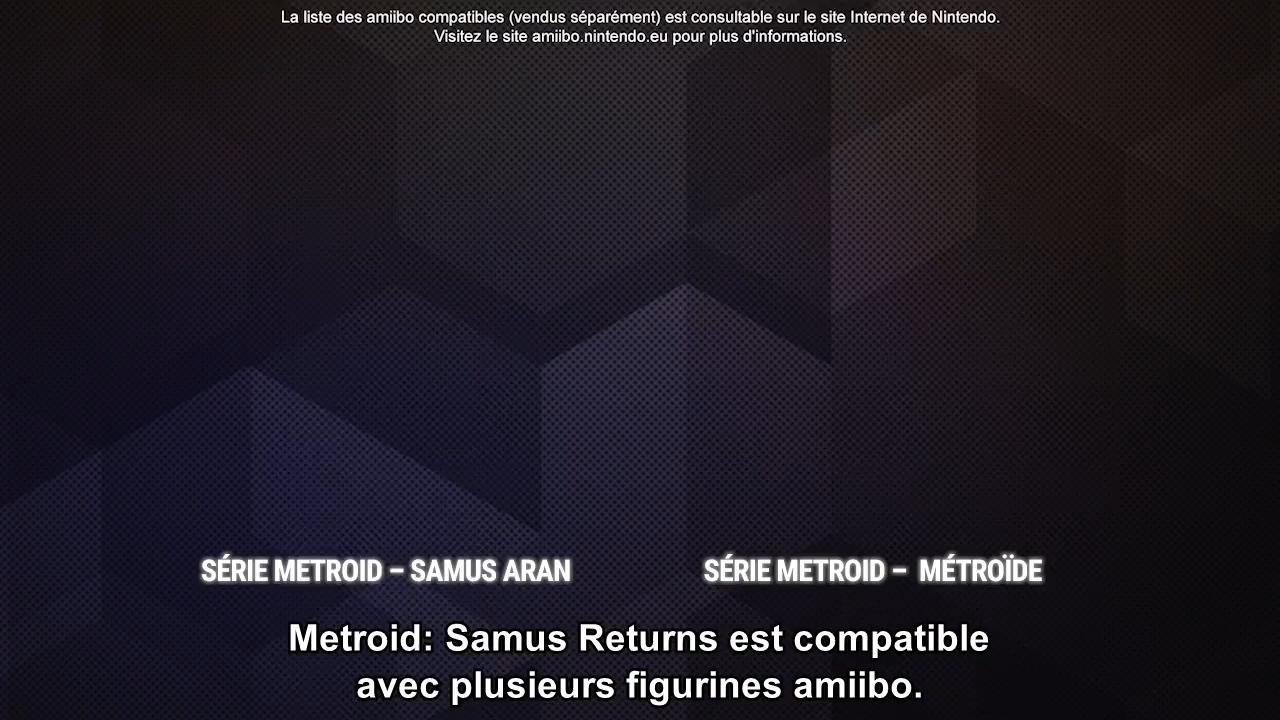 La liste des amiibo compatibles (vendus séparément) est consultable sur le site Internet de Nintendo.
Visitez le site amiibo.nintendo.eu pour plus d'informations.
SÉRIE METROID – SAMUS ARAN
SÉRIE METROID – MÉTROÏDE
Metroid: Samus Returns est compatible
avec plusieurs figurines amiibo.